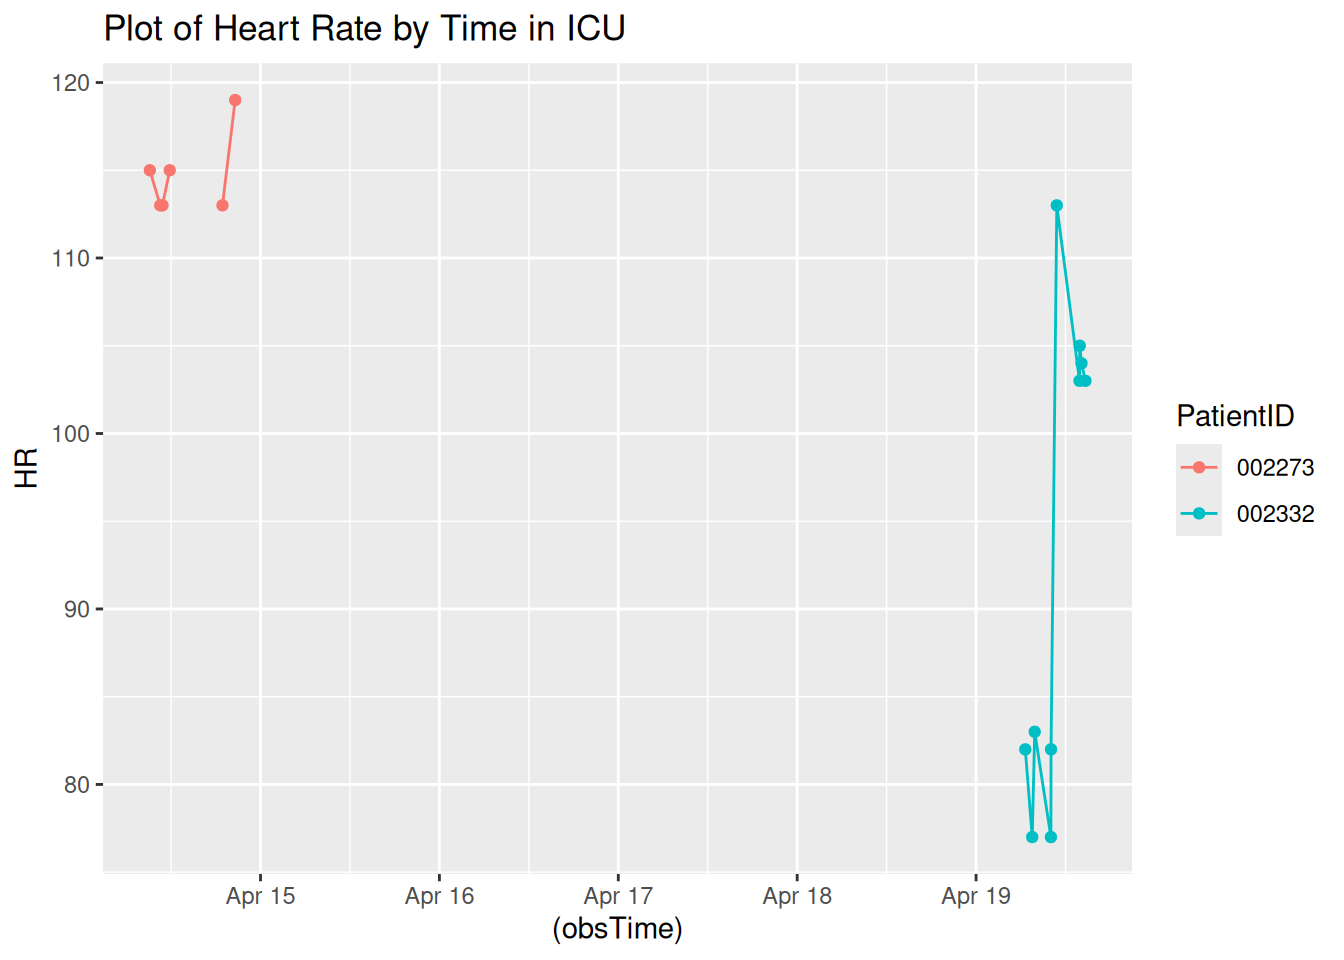 Plot of Heart Rate by Time in ICU
120
110
100
90
80
HR
Apr 15
Apr 16
Apr 17
Apr 18
Apr 19
(obsTime)
PatientID
002273
002332